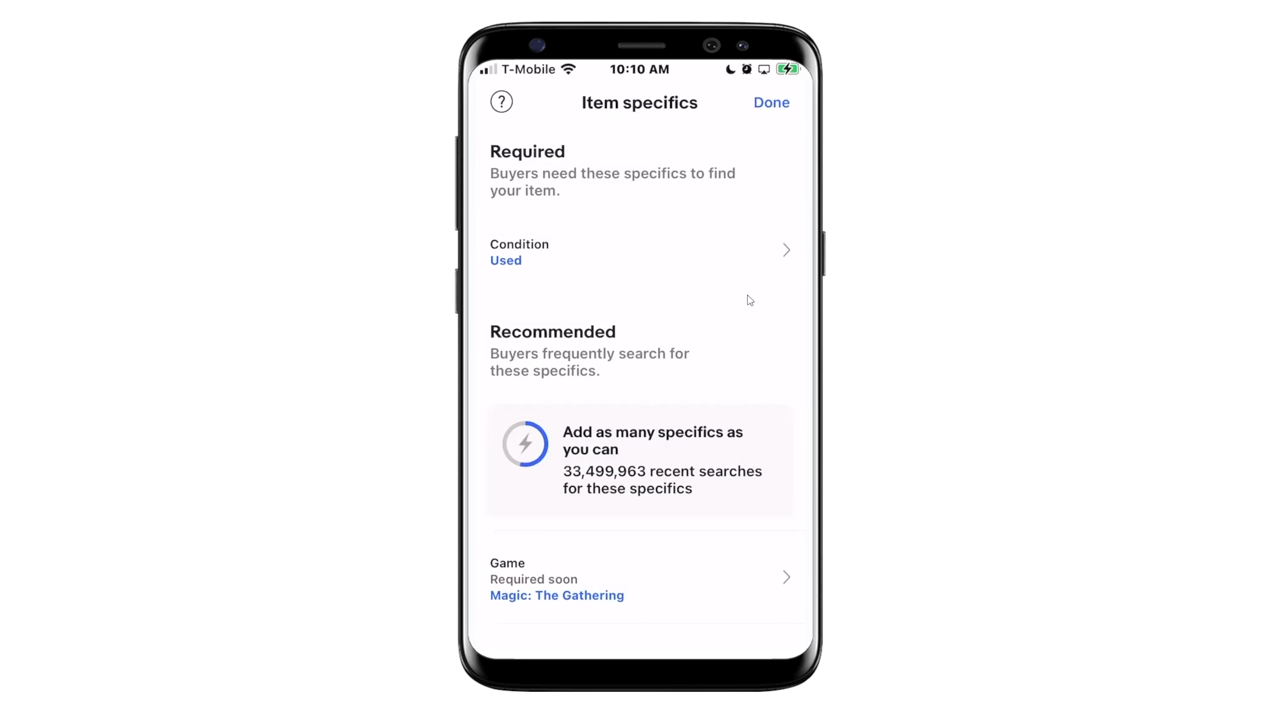 T-Mobile 10:10 AM
? Item specifics Done
Required
Buyers need these specifics to find
your item.
Condition
Used
Recommended
Buyers frequently search for
these specifics.
Add as many specifics as
you can
33,499,963 recent searches
for these specifics
Game
Required soon
Magic: The Gathering